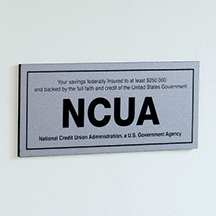 Your savings federally insured to at least $250,000
and backed by the full faith and credit of the United States Government
NCUA
National Credit Union Administration, a U.S. Government Agency